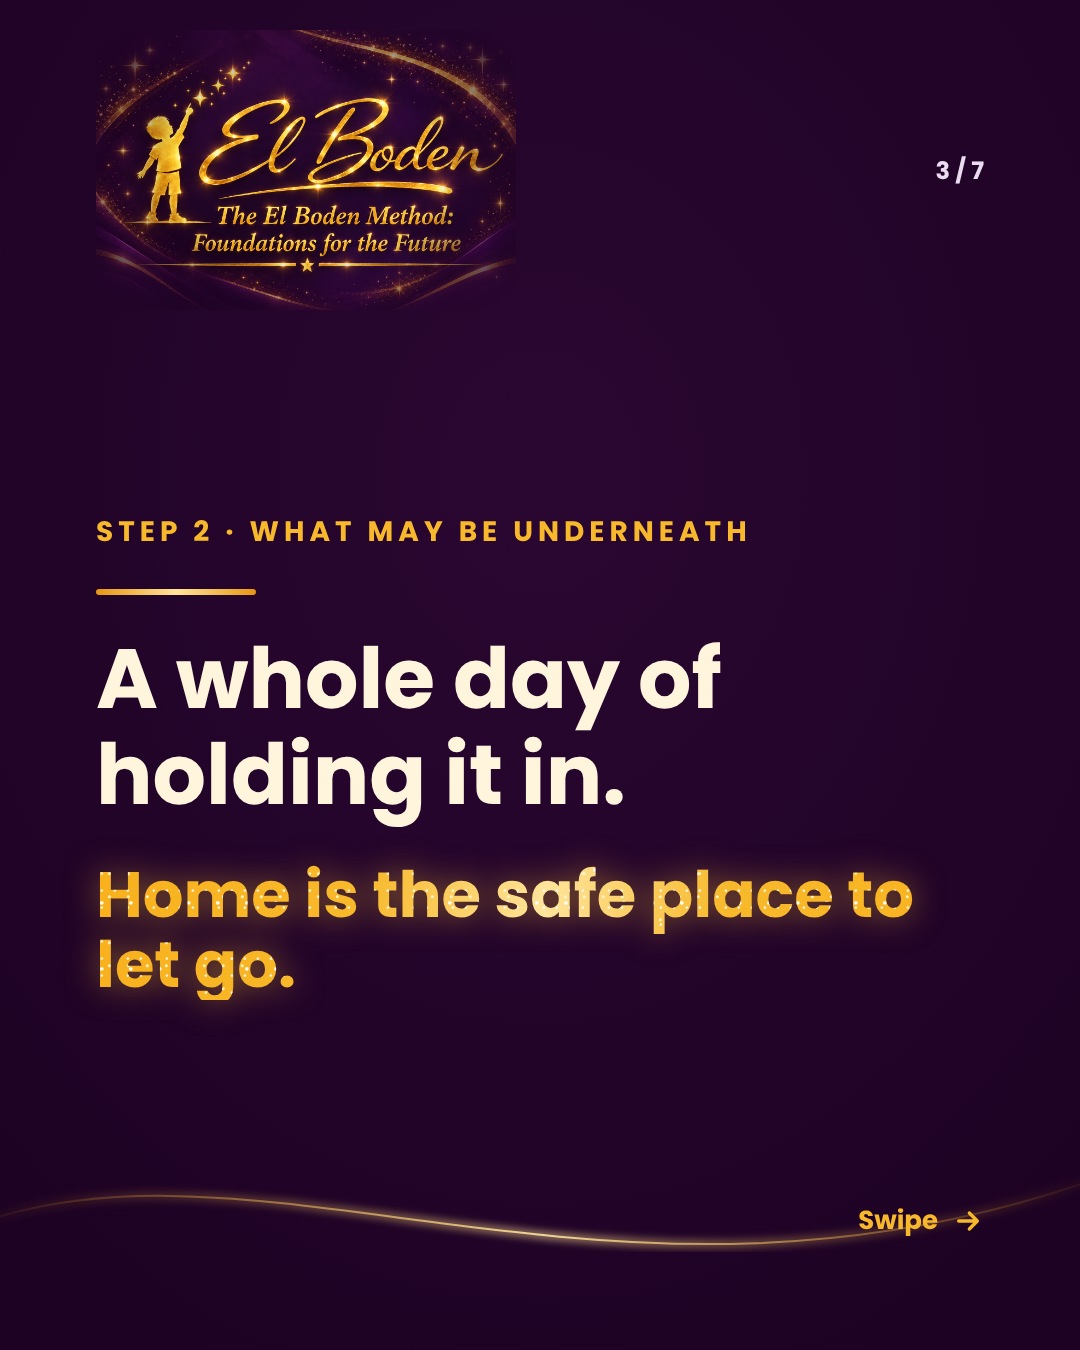 El Boden
The El Boden Method:
Foundations for the Future
3 / 7
STEP 2 · WHAT MAY BE UNDERNEATH
A whole day of
holding it in.
Home is the safe place to
let go.
Swipe →